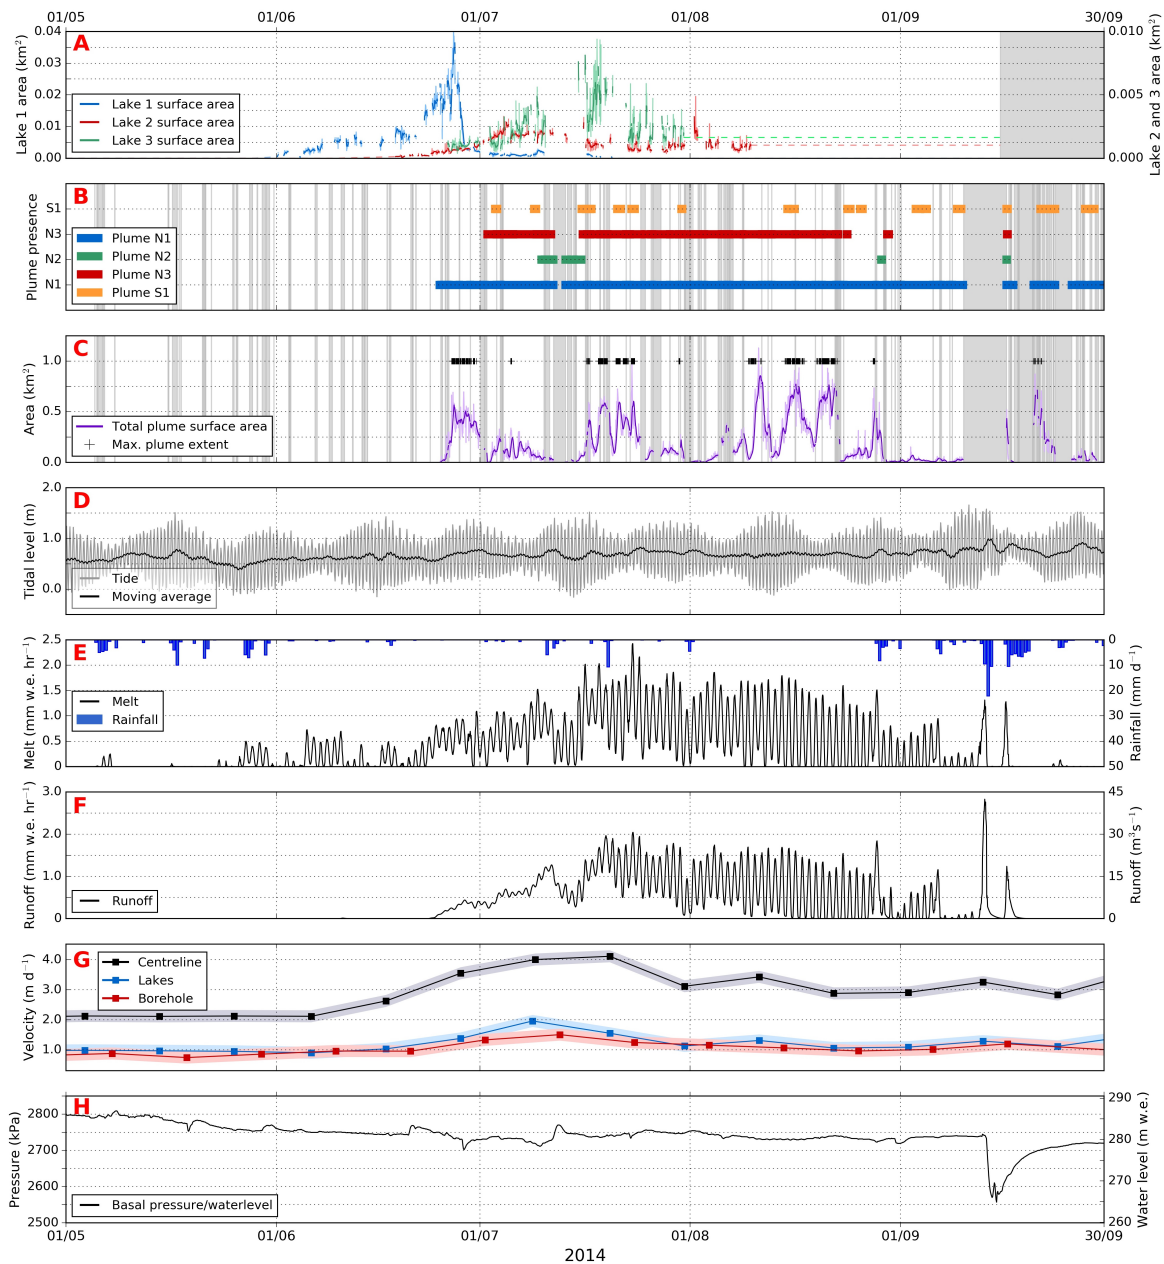 01/05 01/06 01/07 01/08 01/09 30/09
A
Lake 1 area (km²)
0.04
0.03
0.02
0.01
0.00
Lake 1 surface area
Lake 2 surface area
Lake 3 surface area
0.010
0.005
0.000
Lake 2 and 3 area (km²)
B
Plume presence
S1
N3
N2
N1
Plume N1
Plume N2
Plume N3
Plume S1
C
Area (km²)
1.0
0.5
0.0
Total plume surface area
Max. plume extent
D
Tidal level (m)
2.0
1.0
0.0
Tide
Moving average
E
Melt (mm w.e. hr⁻¹)
2.5
2.0
1.5
1.0
0.5
0
Melt
Rainfall
0
10
20
30
40
50
Rainfall (mm d⁻¹)
F
Runoff (mm w.e. hr⁻¹)
3.0
2.0
1.0
0
Runoff
45
30
15
0
Runoff (m³s⁻¹)
G
Velocity (m d⁻¹)
4.0
3.0
2.0
1.0
Centreline
Lakes
Borehole
H
Pressure (kPa)
2800
2700
2600
2500
Basal pressure/waterlevel
290
280
270
260
Water level (m w.e.)
01/05 01/06 01/07 01/08 01/09 30/09
2014